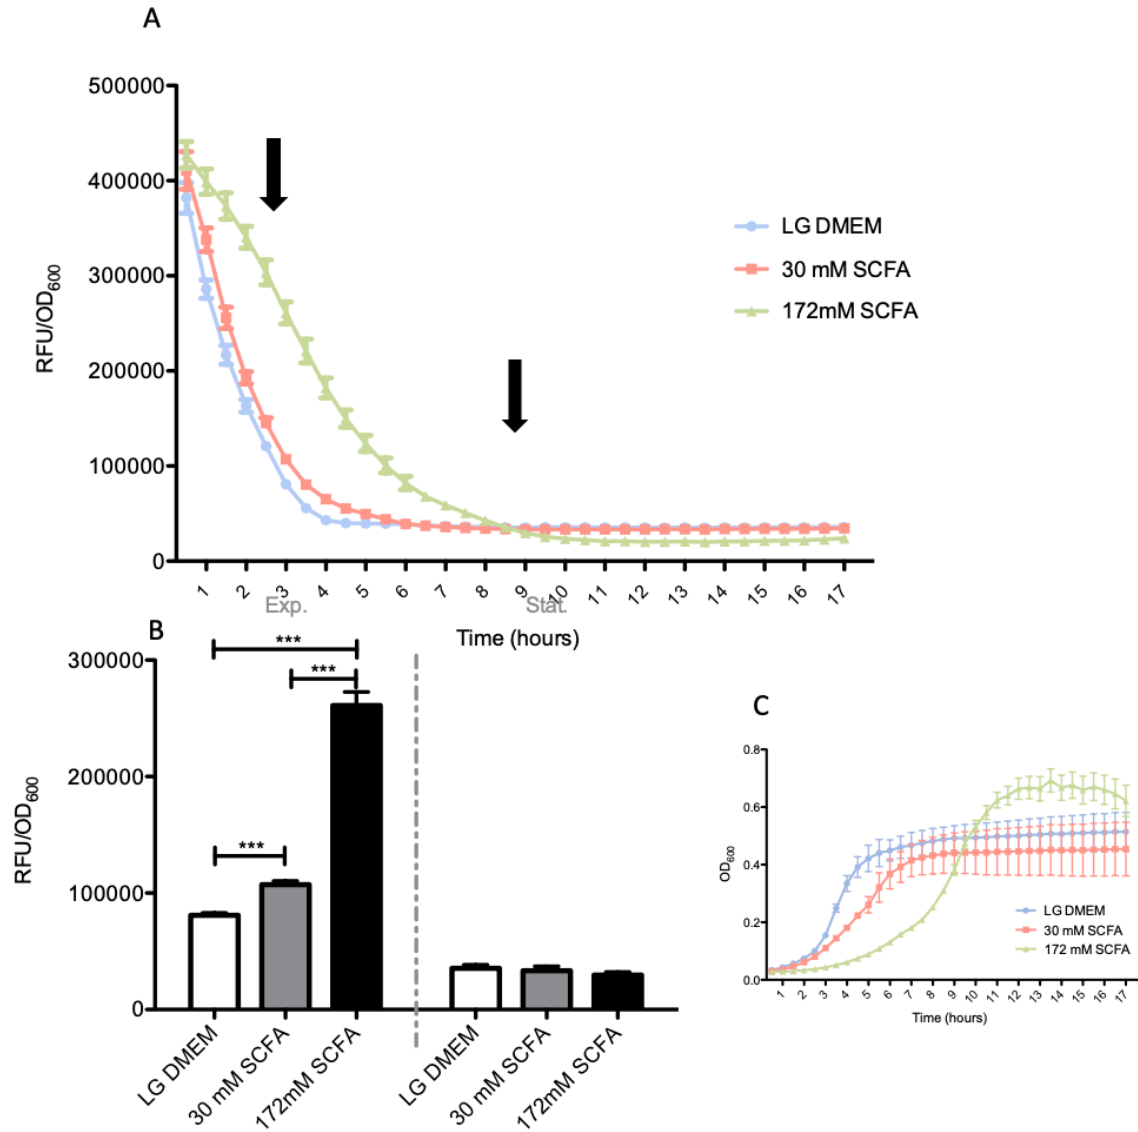 A
500000
400000
300000
200000
100000
0
RFU/OD600
LG DMEM
30 mM SCFA
172mM SCFA
1 2 3 4 5 6 7 8 9 10 11 12 13 14 15 16 17
Exp. Stat.
Time (hours)
B
300000
200000
100000
0
RFU/OD600
***
***
***
LG DMEM 30 mM SCFA 172mM SCFA LG DMEM 30 mM SCFA 172mM SCFA
C
0.8
0.6
0.4
0.2
0.0
OD600
LG DMEM
30 mM SCFA
172 mM SCFA
1 2 3 4 5 6 7 8 9 10 11 12 13 14 15 16 17
Time (hours)